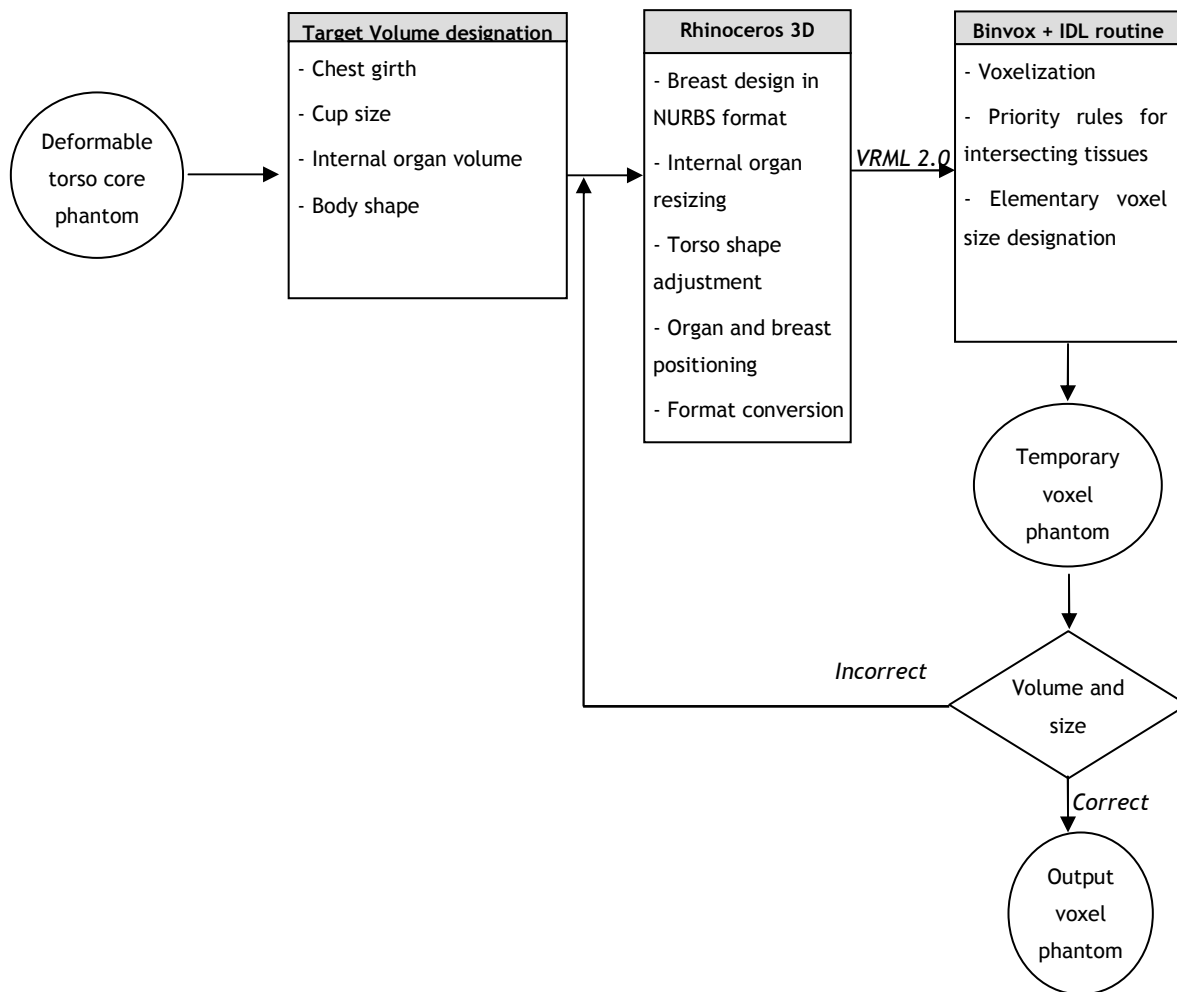 Deformable
torso core
phantom
Target Volume designation
- Chest girth
- Cup size
- Internal organ volume
- Body shape
Rhinoceros 3D
- Breast design in
NURBS format
- Internal organ
resizing
- Torso shape
adjustment
- Organ and breast
positioning
- Format conversion
VRML 2.0
Binvox + IDL routine
- Voxelization
- Priority rules for
intersecting tissues
- Elementary voxel
size designation
Temporary
voxel
phantom
Volume and
size
Incorrect
Correct
Output
voxel
phantom